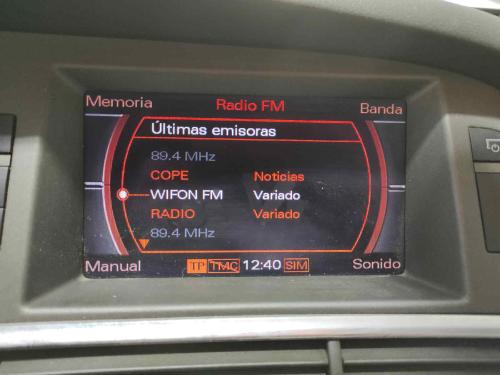 Memoria Radio FM Banda
Últimas emisoras
89.4 MHz
COPE Noticias
WIFON FM Variado
RADIO Variado
89.4 MHz
Manual TP TMC 12:40 SIM Sonido